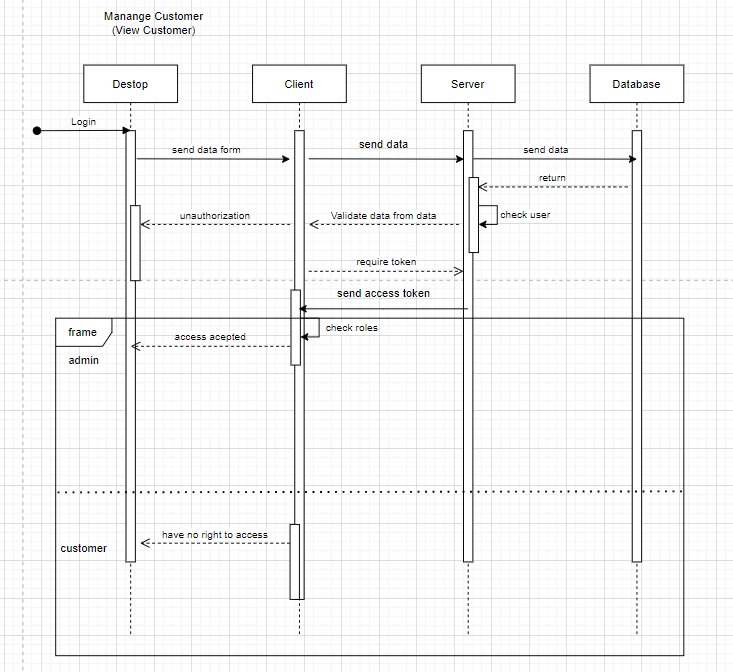 Manange Customer
(View Customer)
Destop
Client
Server
Database
Login
send data form
send data
send data
return
unauthorization
Validate data from data
check user
require token
send access token
frame
check roles
access acepted
admin
have no right to access
customer